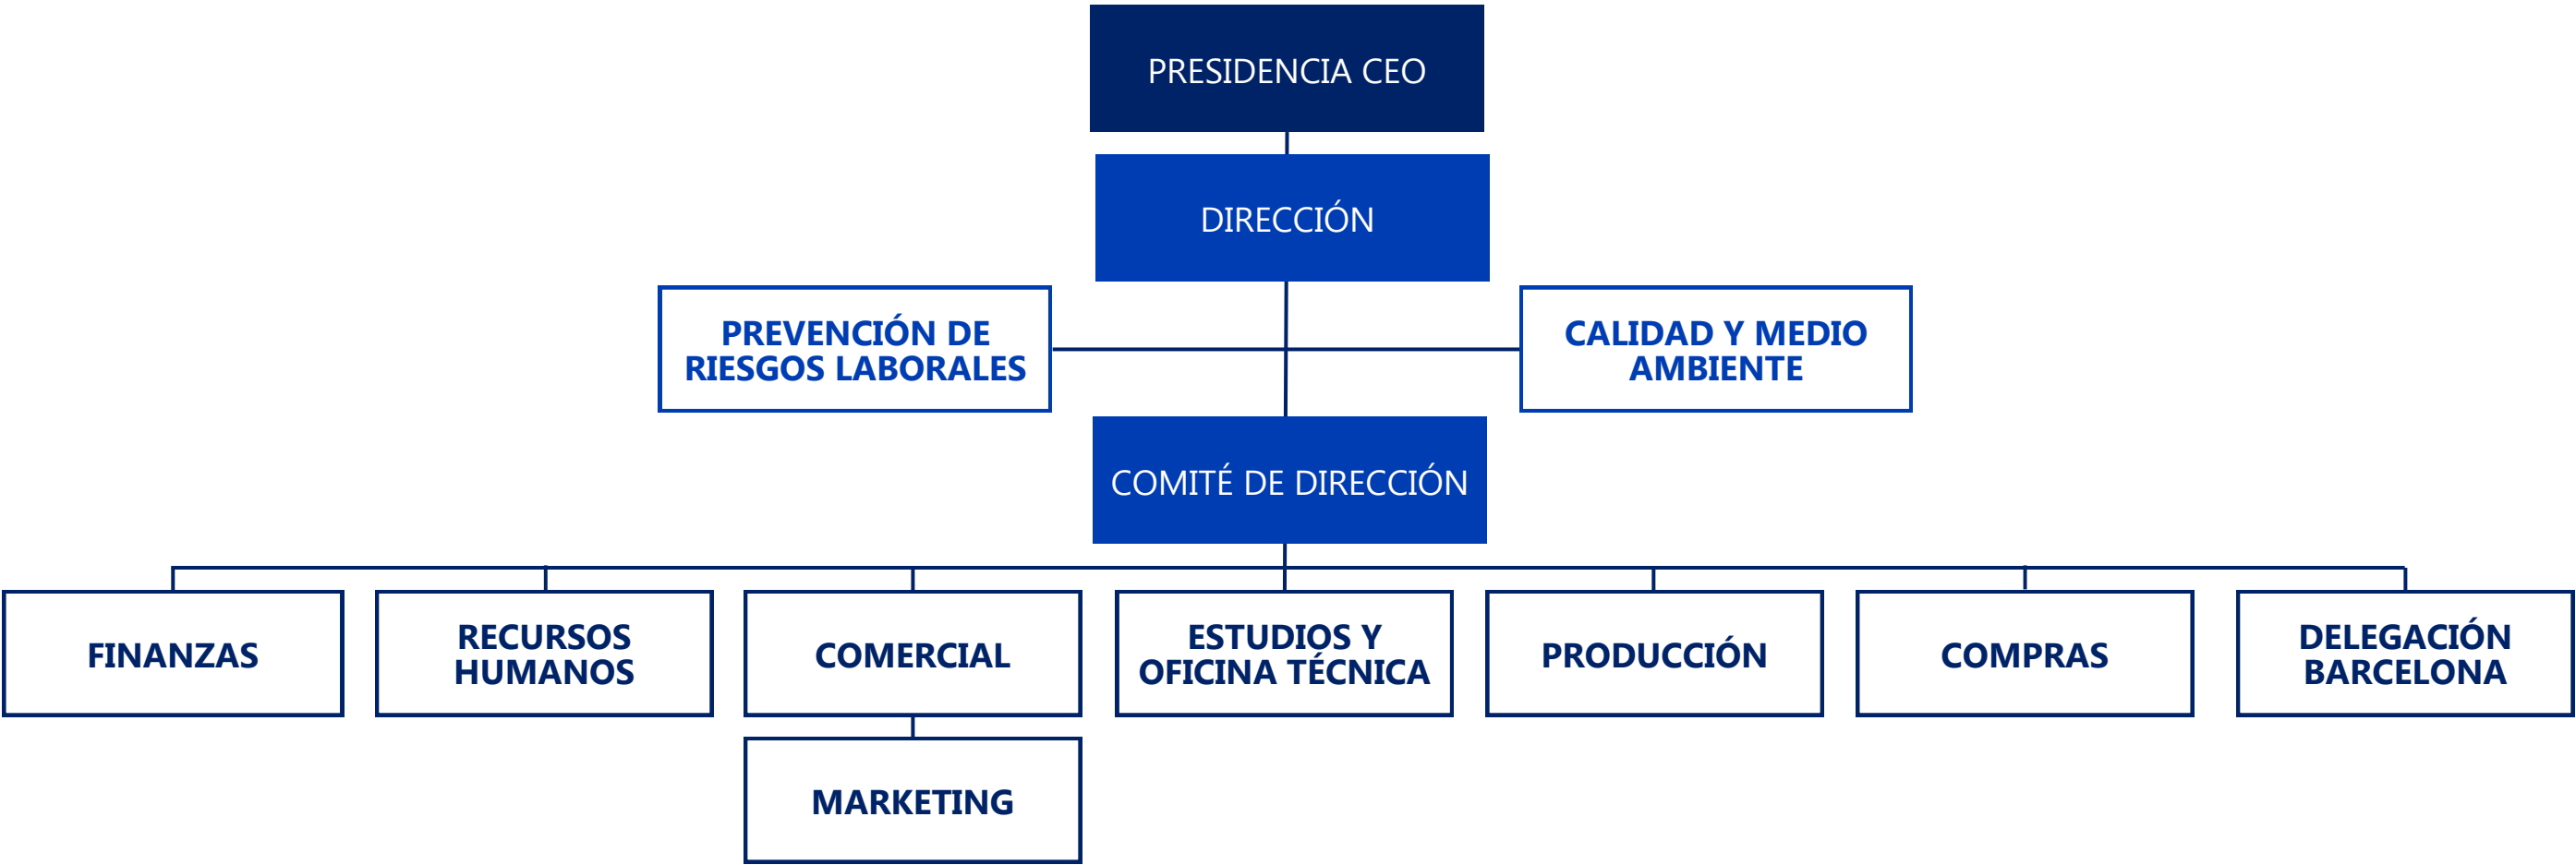 PRESIDENCIA CEO
DIRECCIÓN
PREVENCIÓN DE
RIESGOS LABORALES
CALIDAD Y MEDIO
AMBIENTE
COMITÉ DE DIRECCIÓN
FINANZAS
RECURSOS
HUMANOS
COMERCIAL
ESTUDIOS Y
OFICINA TÉCNICA
PRODUCCIÓN
COMPRAS
DELEGACIÓN
BARCELONA
MARKETING